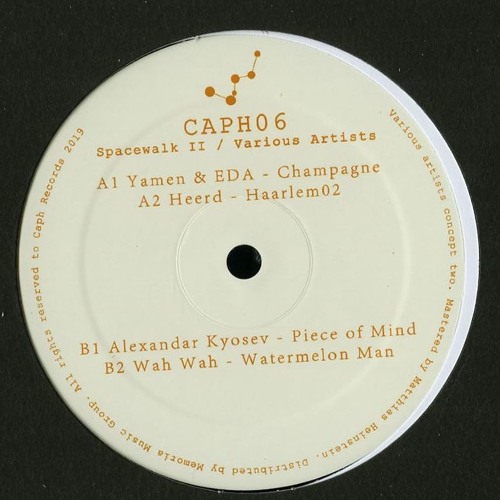 CAPH06
Spacewalk II / Various Artists
A1 Yamen & EDA - Champagne
A2 Heerd - Haarlem02
B1 Alexandar Kyosev - Piece of Mind
B2 Wah Wah - Watermelon Man
Various artists concept two. Mastered by Matthias Heinstein. Distributed by Memoria Music Group. All rights reserved to Caph Records 2019